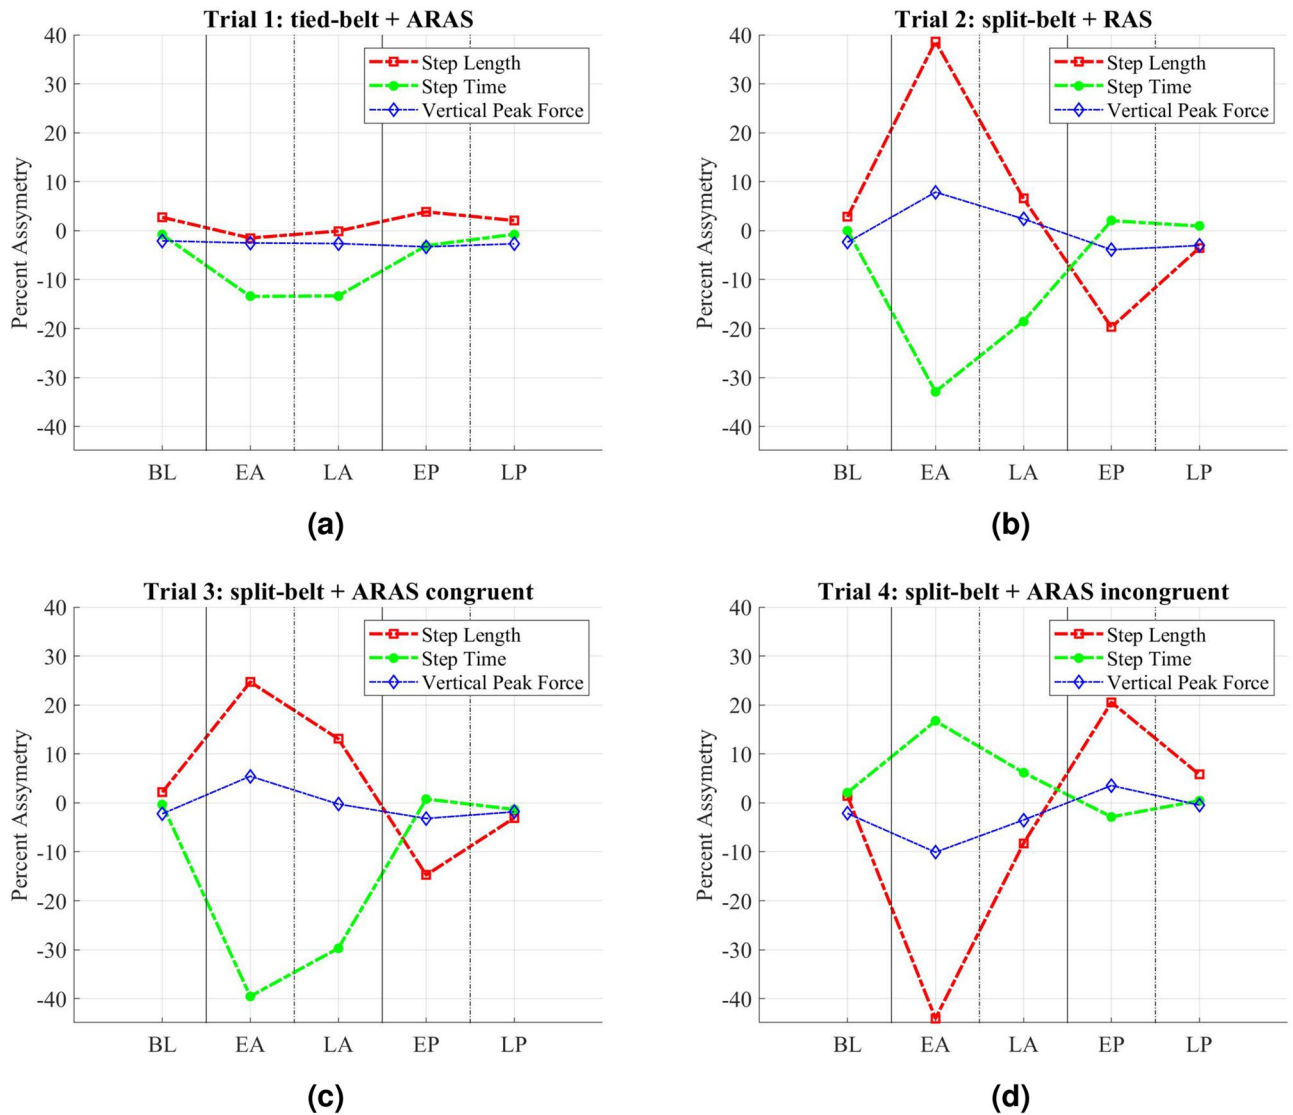 Trial 1: tied-belt + ARAS
Step Length
Step Time
Vertical Peak Force
Percent Assymetry
40
30
20
10
0
-10
-20
-30
-40
BL EA LA EP LP
(a)
Trial 2: split-belt + RAS
Step Length
Step Time
Vertical Peak Force
Percent Assymetry
40
30
20
10
0
-10
-20
-30
-40
BL EA LA EP LP
(b)
Trial 3: split-belt + ARAS congruent
Step Length
Step Time
Vertical Peak Force
Percent Assymetry
40
30
20
10
0
-10
-20
-30
-40
BL EA LA EP LP
(c)
Trial 4: split-belt + ARAS incongruent
Step Length
Step Time
Vertical Peak Force
Percent Assymetry
40
30
20
10
0
-10
-20
-30
-40
BL EA LA EP LP
(d)